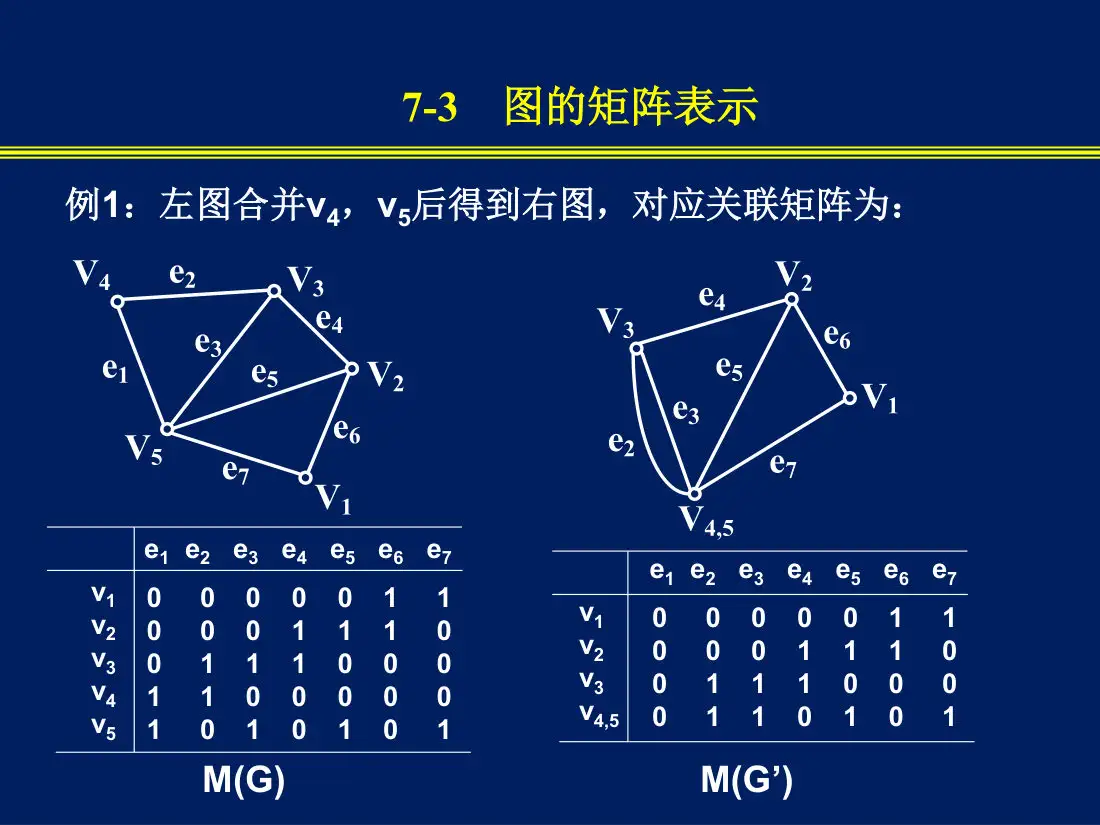 7-3 图的矩阵表示
例1：左图合并v4，v5后得到右图，对应关联矩阵为：
V4 e2 V3
e4
e3
e1 e5 V2
V5 e6
e7
V1
V2
e4
V3 e6
e5
V1
e3
e2
e7
V4,5
e1 e2 e3 e4 e5 e6 e7
v1 0 0 0 0 0 1 1
v2 0 0 0 1 1 1 0
v3 0 1 1 1 0 0 0
v4 1 1 0 0 0 0 0
v5 1 0 1 0 1 0 1
M(G)
e1 e2 e3 e4 e5 e6 e7
v1 0 0 0 0 0 1 1
v2 0 0 0 1 1 1 0
v3 0 1 1 1 0 0 0
v4,5 0 1 1 0 1 0 1
M(G’)